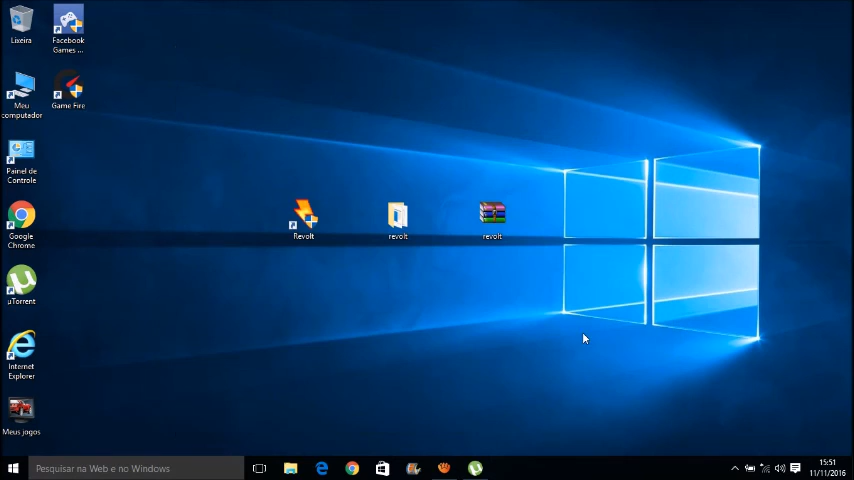 Lixeira
Facebook
Games ...
Meu
computador
Game Fire
Painel de
Controle
Google
Chrome
Revolt
revolt
revolt
µTorrent
Internet
Explorer
Meus jogos
Pesquisar na Web e no Windows
15:51
11/11/2016